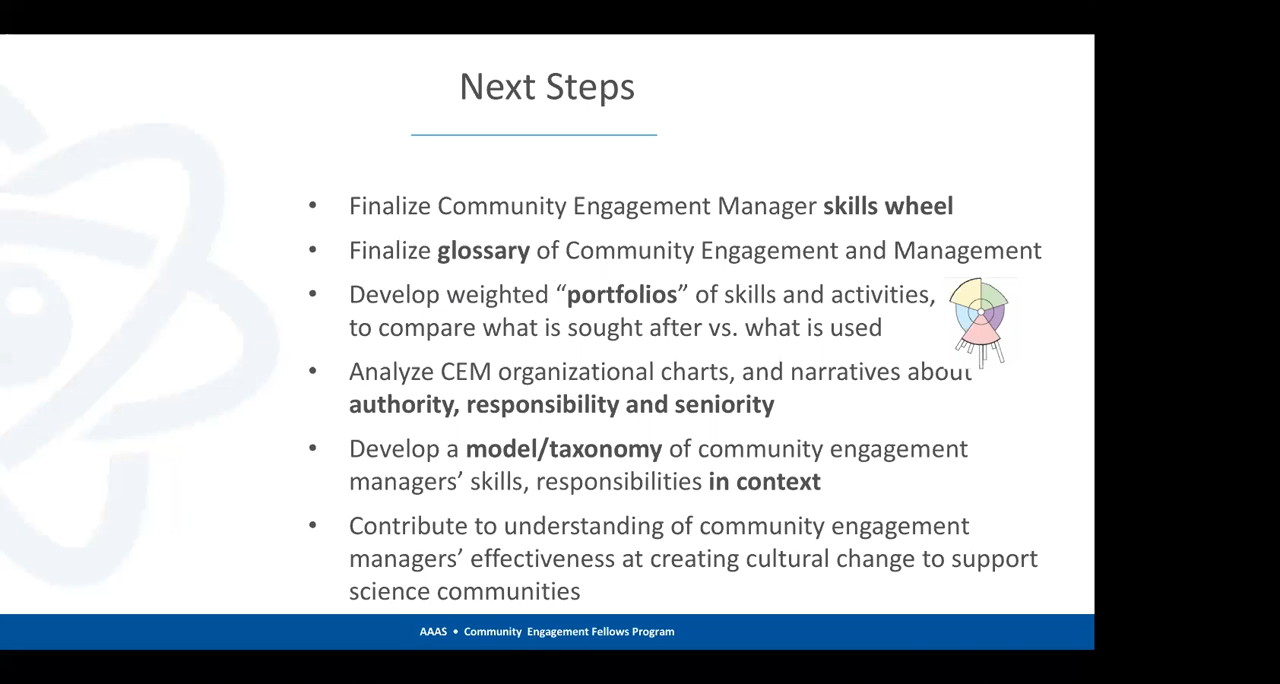 Next Steps
• Finalize Community Engagement Manager skills wheel
• Finalize glossary of Community Engagement and Management
• Develop weighted “portfolios” of skills and activities,
to compare what is sought after vs. what is used
• Analyze CEM organizational charts, and narratives about
authority, responsibility and seniority
• Develop a model/taxonomy of community engagement
managers’ skills, responsibilities in context
• Contribute to understanding of community engagement
managers’ effectiveness at creating cultural change to support
science communities
AAAS • Community Engagement Fellows Program